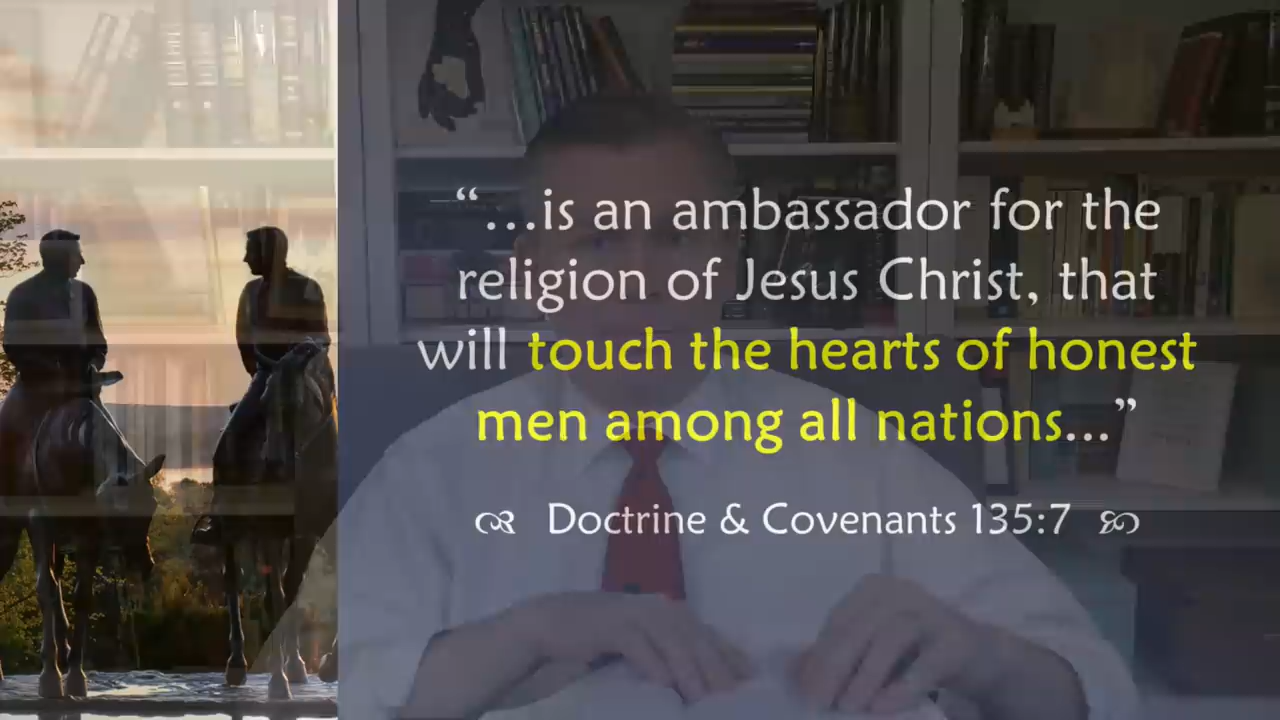 “...is an ambassador for the
religion of Jesus Christ, that
will touch the hearts of honest
men among all nations...”
Doctrine & Covenants 135:7